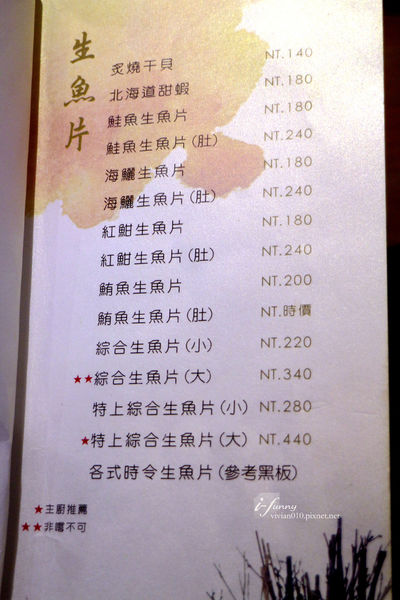 生魚片
炙燒干貝 NT.140
北海道甜蝦 NT.180
鮭魚生魚片 NT.180
鮭魚生魚片(肚) NT.240
海鱺生魚片 NT.180
海鱺生魚片(肚) NT.240
紅魽生魚片 NT.180
紅魽生魚片(肚) NT.240
鮪魚生魚片 NT.200
鮪魚生魚片(肚) NT.時價
綜合生魚片(小) NT.220
★★綜合生魚片(大) NT.340
特上綜合生魚片(小) NT.280
★特上綜合生魚片(大) NT.440
各式時令生魚片(參考黑板)
★主廚推薦
★★非嚐不可
i-funny
vivian010.pixnet.net